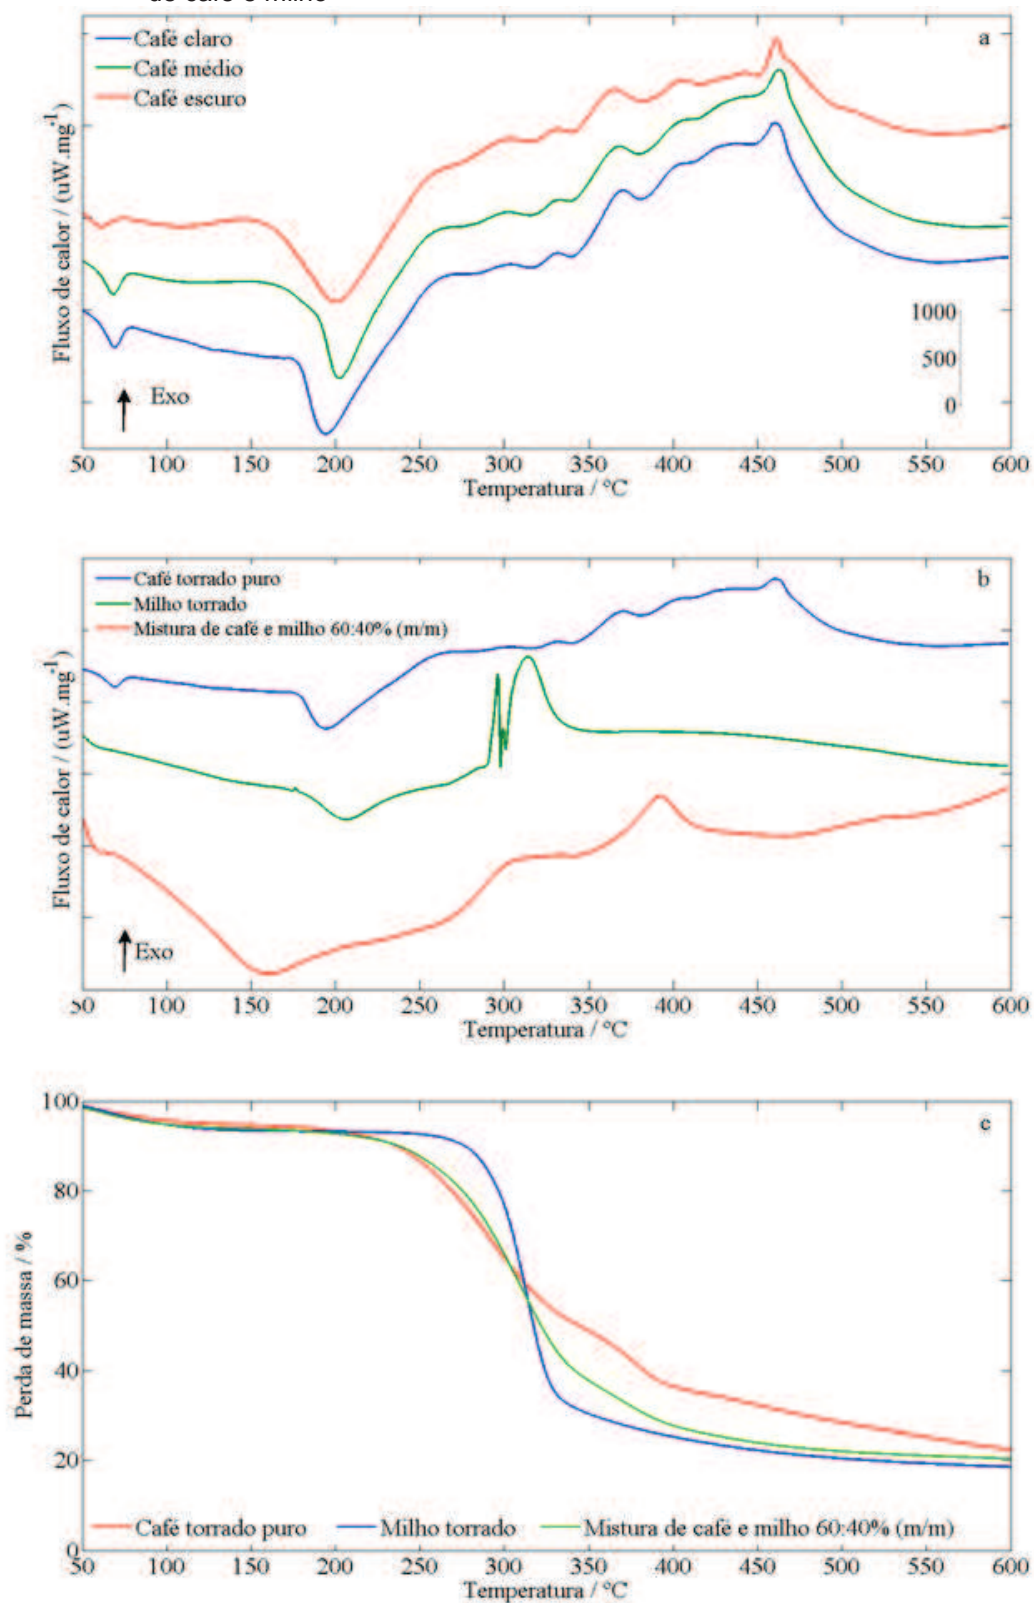 de café e milho
a
Café claro
Café médio
Café escuro
Fluxo de calor / (uW.mg-1)
1000
500
0
Exo
50 100 150 200 250 300 350 400 450 500 550 600
Temperatura / °C
b
Café torrado puro
Milho torrado
Mistura de café e milho 60:40% (m/m)
Fluxo de calor / (uW.mg-1)
Exo
50 100 150 200 250 300 350 400 450 500 550 600
Temperatura / °C
c
100
80
60
40
20
0
Perda de massa / %
Café torrado puro Milho torrado Mistura de café e milho 60:40% (m/m)
50 100 150 200 250 300 350 400 450 500 550 600
Temperatura / °C